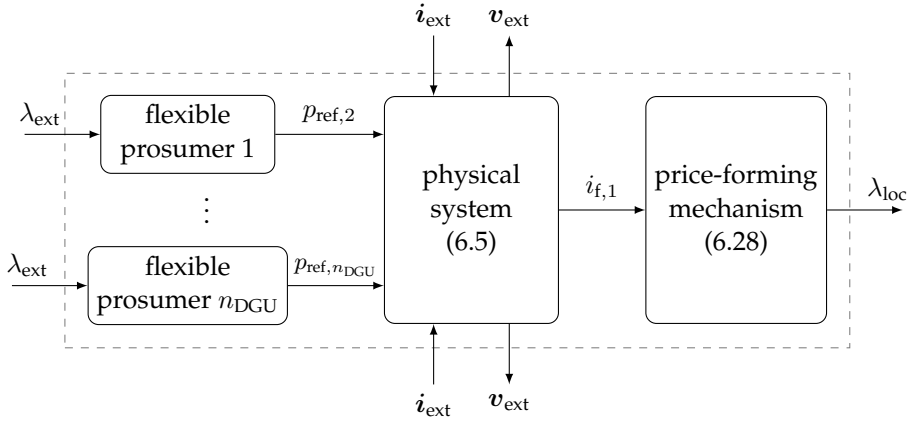 i_ext v_ext
λ_ext
flexible
prosumer 1
p_ref,2
⋮
λ_ext
flexible
prosumer n_DGU
p_ref,n_DGU
physical
system
(6.5)
i_f,1
price-forming
mechanism
(6.28)
λ_loc
i_ext v_ext